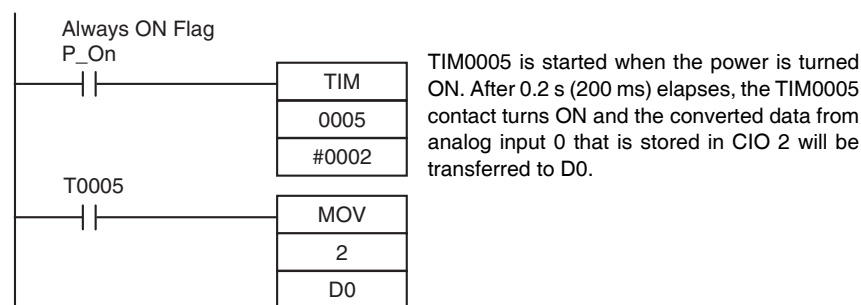 Always ON Flag
P_On
TIM
0005
#0002
TIM0005 is started when the power is turned
ON. After 0.2 s (200 ms) elapses, the TIM0005
contact turns ON and the converted data from
analog input 0 that is stored in CIO 2 will be
transferred to D0.
T0005
MOV
2
D0